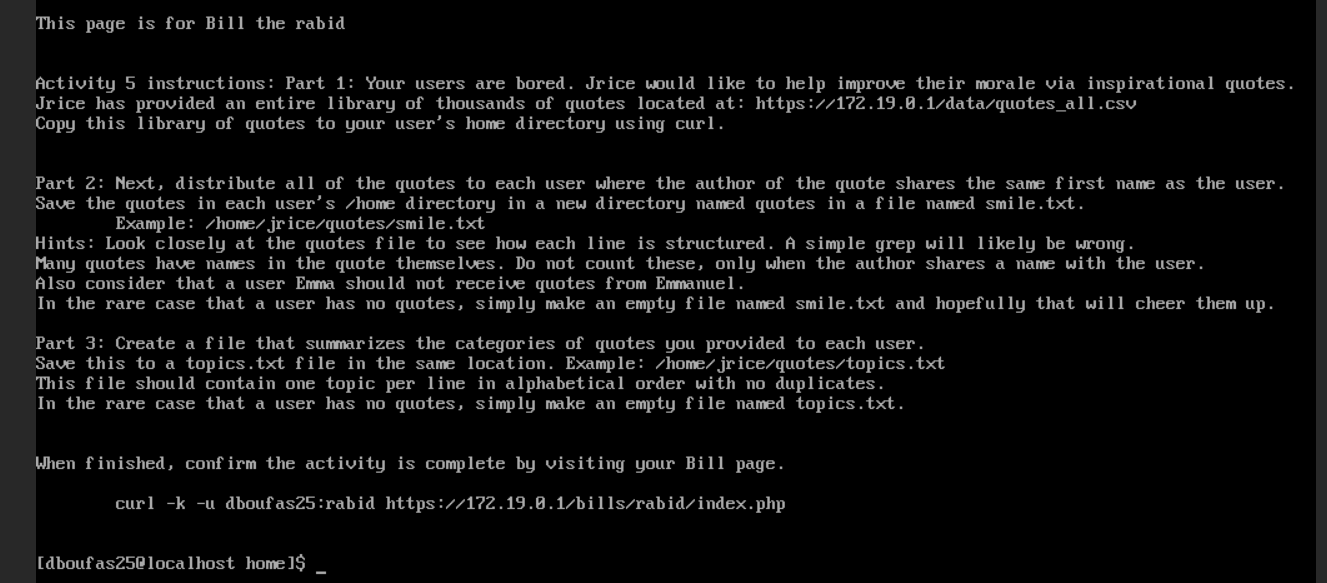 This page is for Bill the rabid
Activity 5 instructions: Part 1: Your users are bored. Jrice would like to help improve their morale via inspirational quotes.
Jrice has provided an entire library of thousands of quotes located at: https://172.19.0.1/data/quotes_all.csv
Copy this library of quotes to your user's home directory using curl.
Part 2: Next, distribute all of the quotes to each user where the author of the quote shares the same first name as the user.
Save the quotes in each user's /home directory in a new directory named quotes in a file named smile.txt.
Example: /home/jrice/quotes/smile.txt
Hints: Look closely at the quotes file to see how each line is structured. A simple grep will likely be wrong.
Many quotes have names in the quote themselves. Do not count these, only when the author shares a name with the user.
Also consider that a user Emma should not receive quotes from Emmanuel.
In the rare case that a user has no quotes, simply make an empty file named smile.txt and hopefully that will cheer them up.
Part 3: Create a file that summarizes the categories of quotes you provided to each user.
Save this to a topics.txt file in the same location. Example: /home/jrice/quotes/topics.txt
This file should contain one topic per line in alphabetical order with no duplicates.
In the rare case that a user has no quotes, simply make an empty file named topics.txt.
When finished, confirm the activity is complete by visiting your Bill page.
curl -k -u dboufas25:rabid https://172.19.0.1/bills/rabid/index.php
[dboufas25@localhost home]$ _